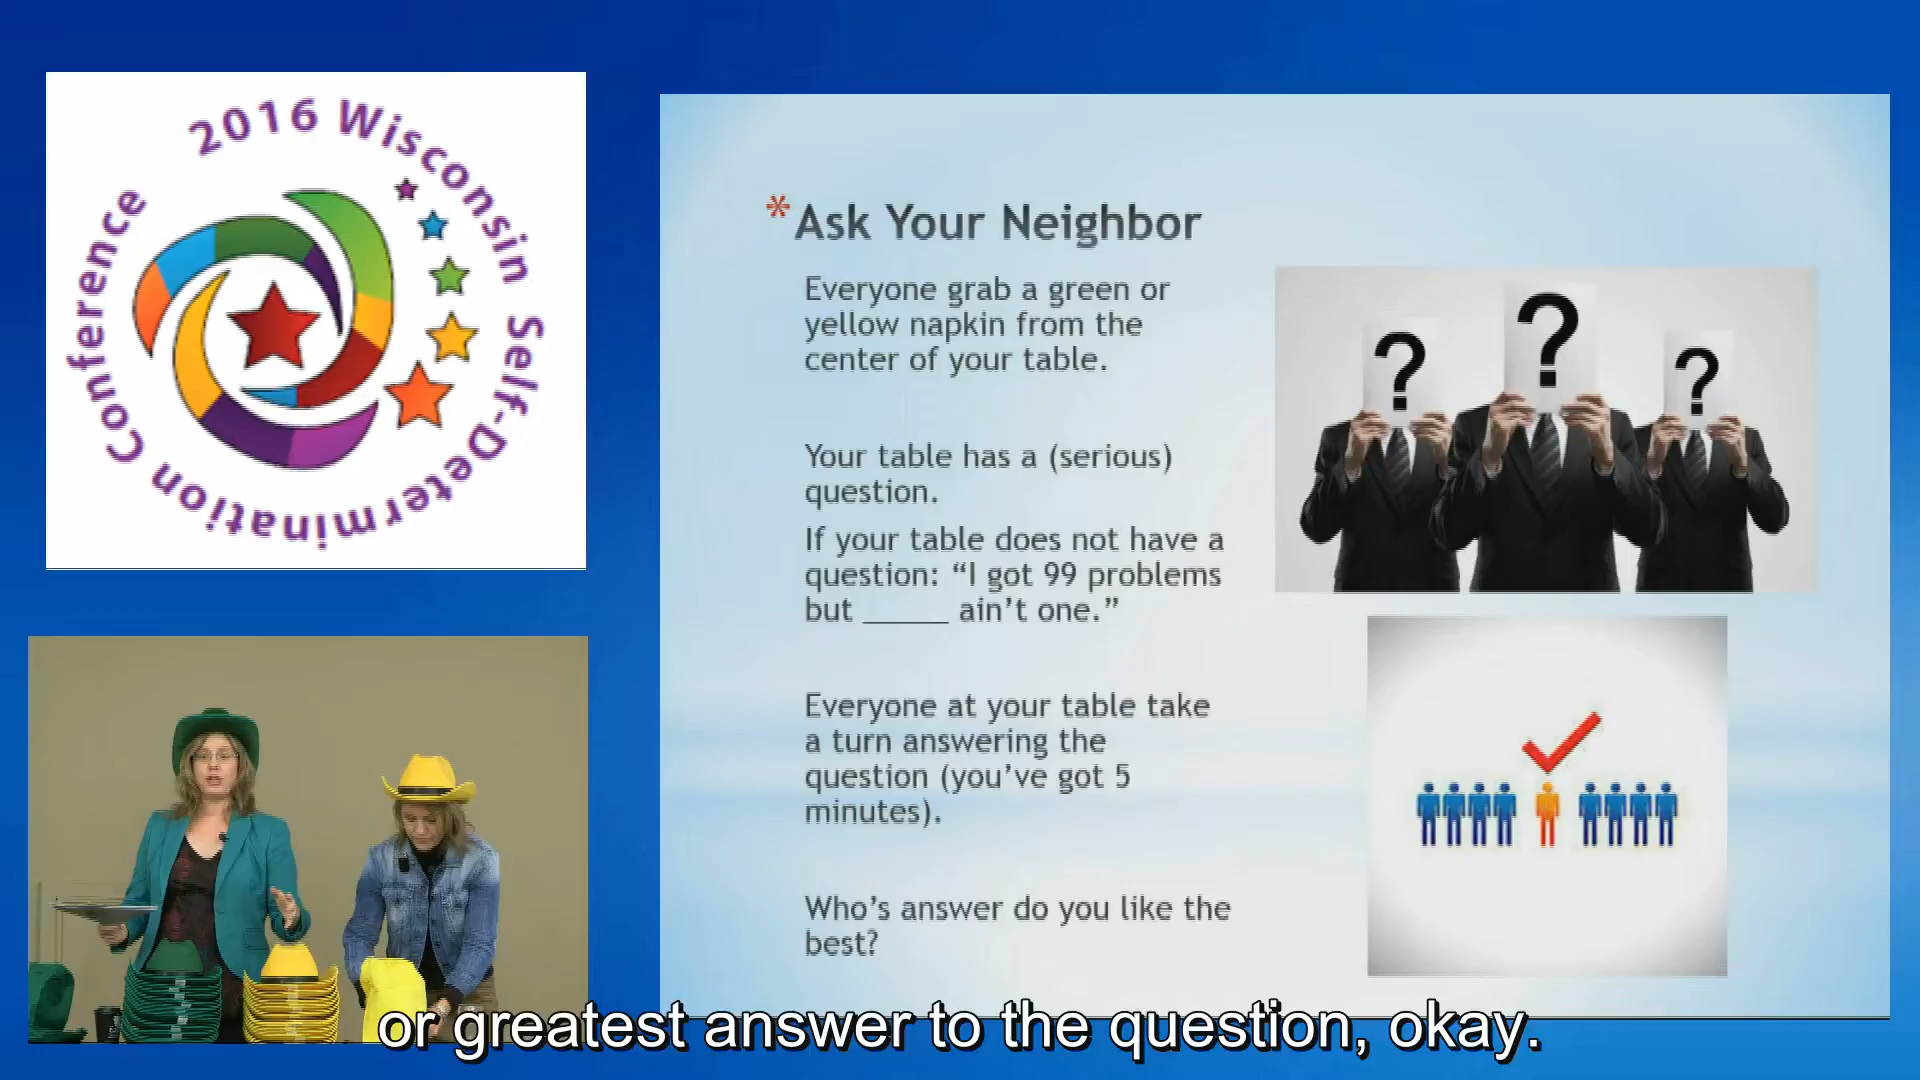 2016 Wisconsin Self-Determination Conference
*Ask Your Neighbor
Everyone grab a green or
yellow napkin from the
center of your table.
Your table has a (serious)
question.
If your table does not have a
question: “I got 99 problems
but _____ ain’t one.”
Everyone at your table take
a turn answering the
question (you’ve got 5
minutes).
Who’s answer do you like the
best?
?
?
?
or greatest answer to the question, okay.